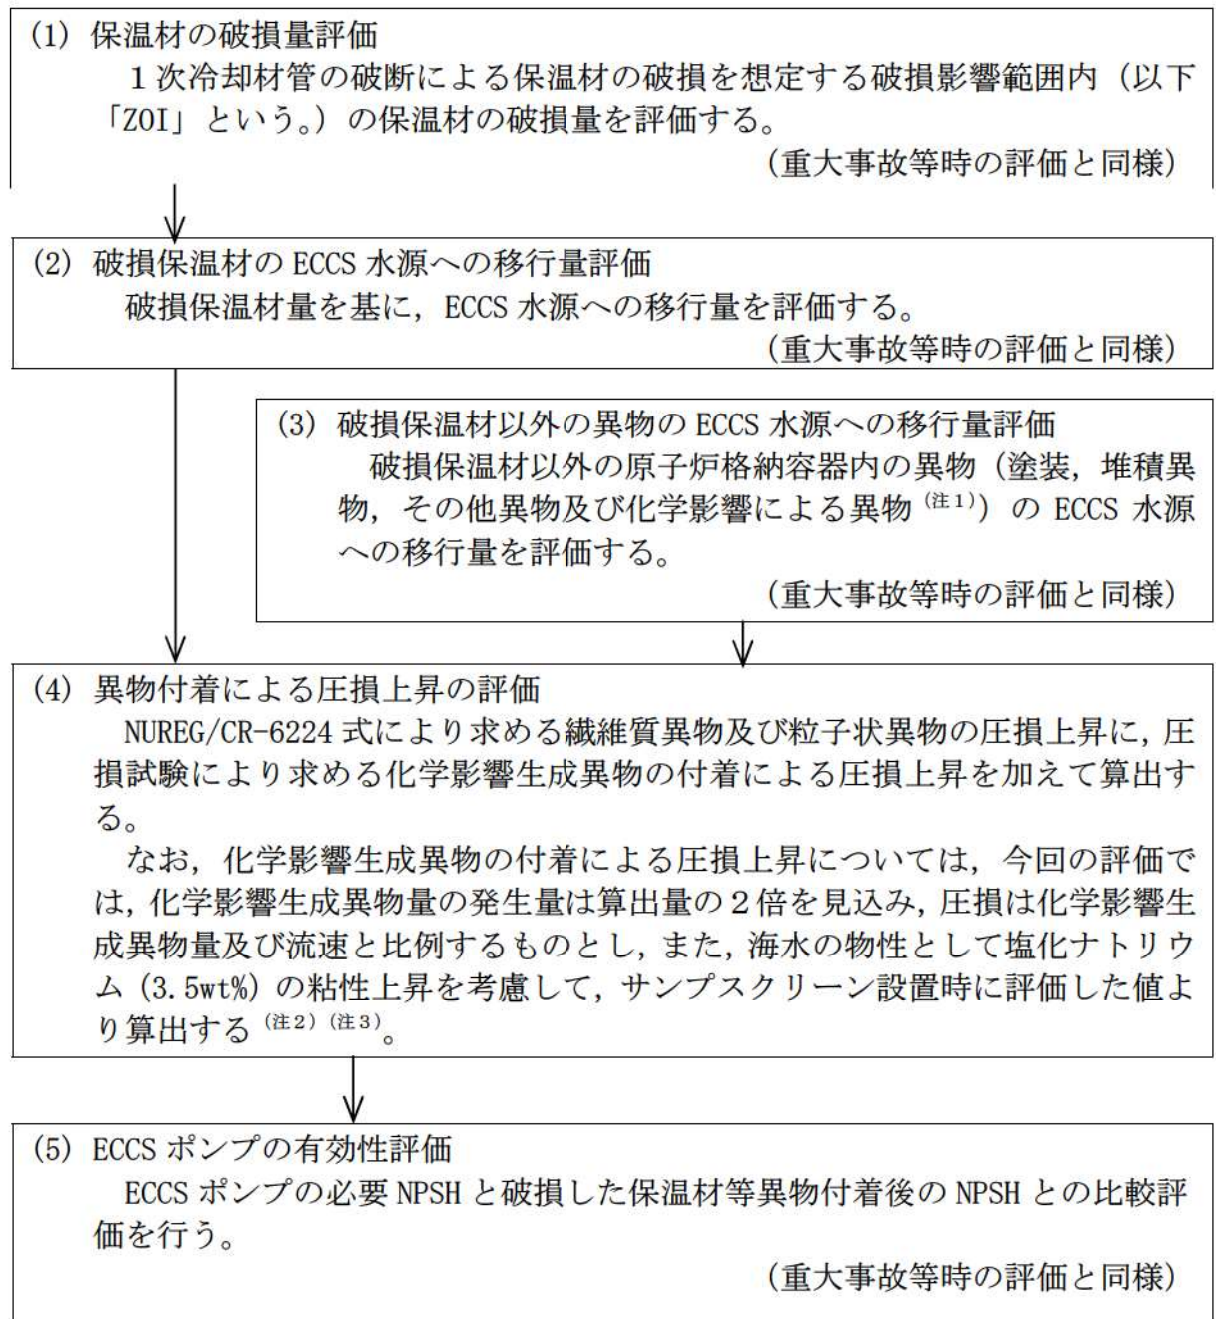 (1) 保温材の破損量評価
１次冷却材管の破断による保温材の破損を想定する破損影響範囲内（以下
「ZOI」という。）の保温材の破損量を評価する。
（重大事故等時の評価と同様）
(2) 破損保温材の ECCS 水源への移行量評価
破損保温材量を基に，ECCS 水源への移行量を評価する。
（重大事故等時の評価と同様）
(3) 破損保温材以外の異物の ECCS 水源への移行量評価
破損保温材以外の原子炉格納容器内の異物（塗装，堆積異
物，その他異物及び化学影響による異物（注１））の ECCS 水源
への移行量を評価する。
（重大事故等時の評価と同様）
(4) 異物付着による圧損上昇の評価
NUREG/CR-6224 式により求める繊維質異物及び粒子状異物の圧損上昇に，圧
損試験により求める化学影響生成異物の付着による圧損上昇を加えて算出す
る。
なお，化学影響生成異物の付着による圧損上昇については，今回の評価で
は，化学影響生成異物量の発生量は算出量の２倍を見込み，圧損は化学影響生
成異物量及び流速と比例するものとし，また，海水の物性として塩化ナトリウ
ム（3.5wt%）の粘性上昇を考慮して，サンプスクリーン設置時に評価した値よ
り算出する（注２）（注３）。
(5) ECCS ポンプの有効性評価
ECCS ポンプの必要 NPSH と破損した保温材等異物付着後の NPSH との比較評
価を行う。
（重大事故等時の評価と同様）